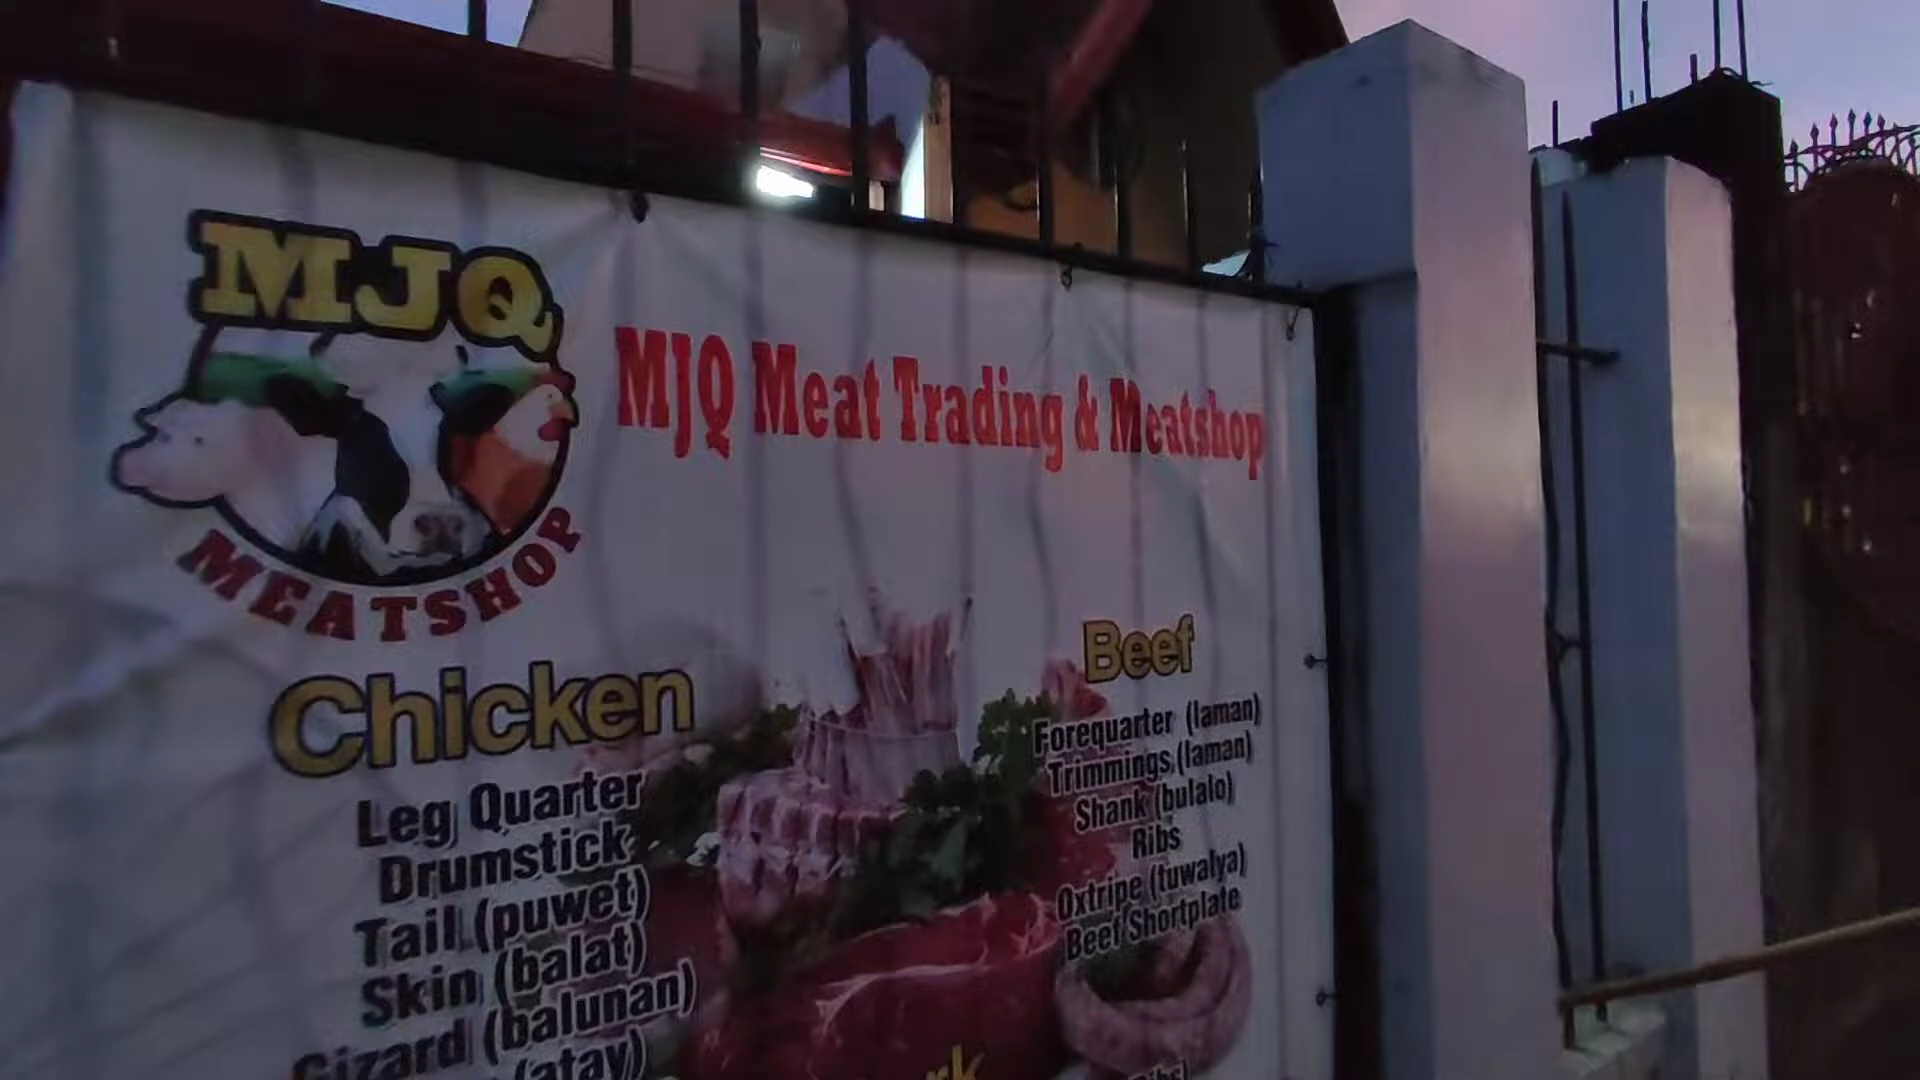 MJQ
MEATSHOP
MJQ Meat Trading & Meatshop
Chicken
Leg Quarter
Drumstick
Tail (puwet)
Skin (balat)
Gizard (balunan)
(atay)
Beef
Forequarter (laman)
Trimmings (laman)
Shank (bulalo)
Ribs
Oxtripe (tuwalya)
Beef Shortplate